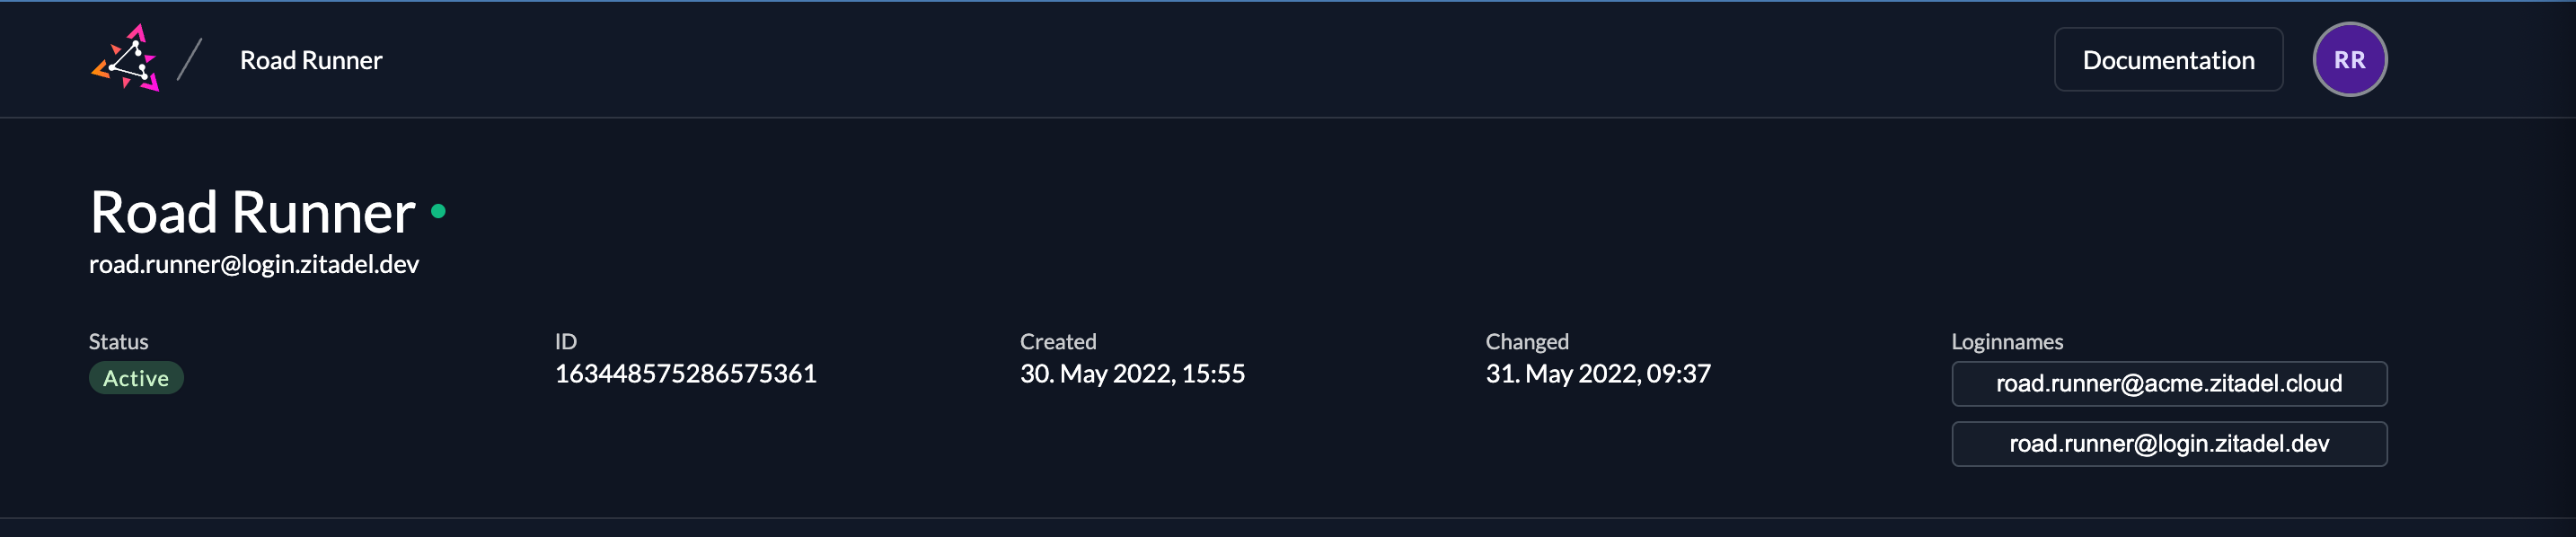 Road Runner
Documentation
RR
Road Runner
road.runner@login.zitadel.dev
Status
Active
ID
163448575286575361
Created
30. May 2022, 15:55
Changed
31. May 2022, 09:37
Loginnames
road.runner@acme.zitadel.cloud
road.runner@login.zitadel.dev